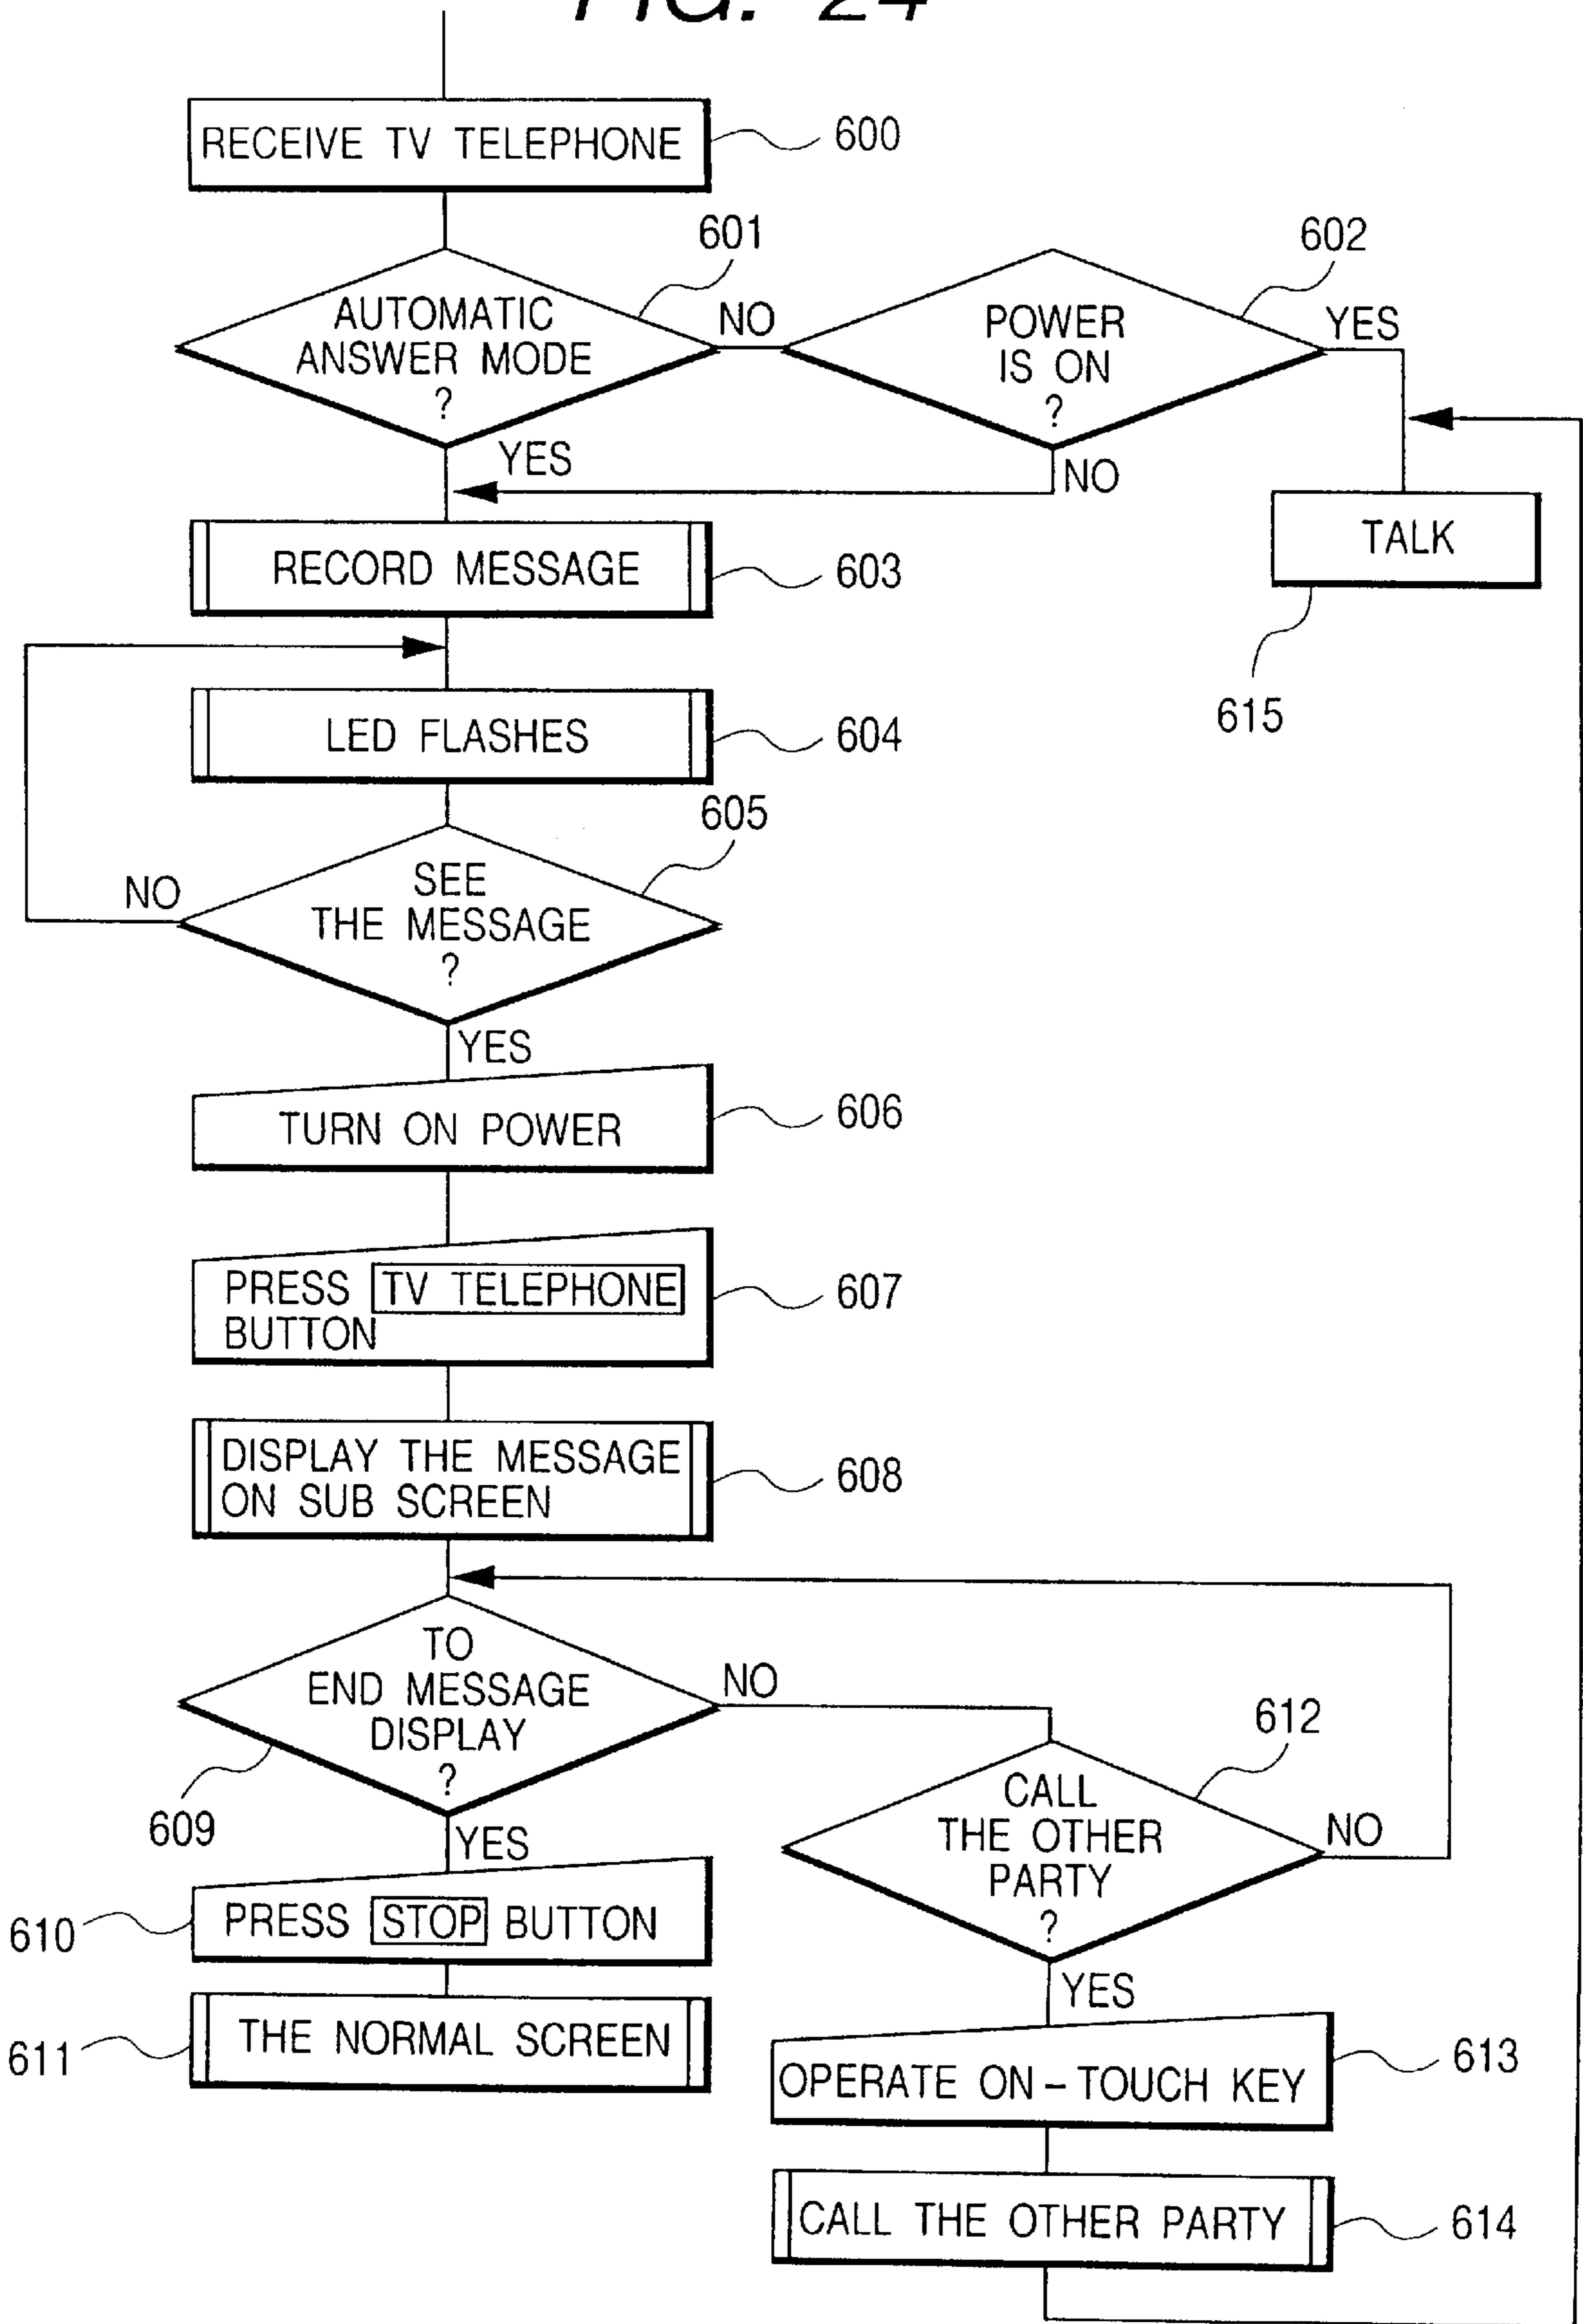 FIG. 24
RECEIVE TV TELEPHONE
600
601
602
AUTOMATIC
ANSWER MODE
?
NO
POWER
IS ON
?
YES
YES
NO
TALK
615
RECORD MESSAGE
603
LED FLASHES
604
605
SEE
THE MESSAGE
?
NO
YES
TURN ON POWER
606
PRESS TV TELEPHONE
BUTTON
607
DISPLAY THE MESSAGE
ON SUB SCREEN
608
TO
END MESSAGE
DISPLAY
?
NO
609
YES
612
CALL
THE OTHER
PARTY
?
NO
YES
610
PRESS STOP BUTTON
611
THE NORMAL SCREEN
OPERATE ON - TOUCH KEY
613
CALL THE OTHER PARTY
614